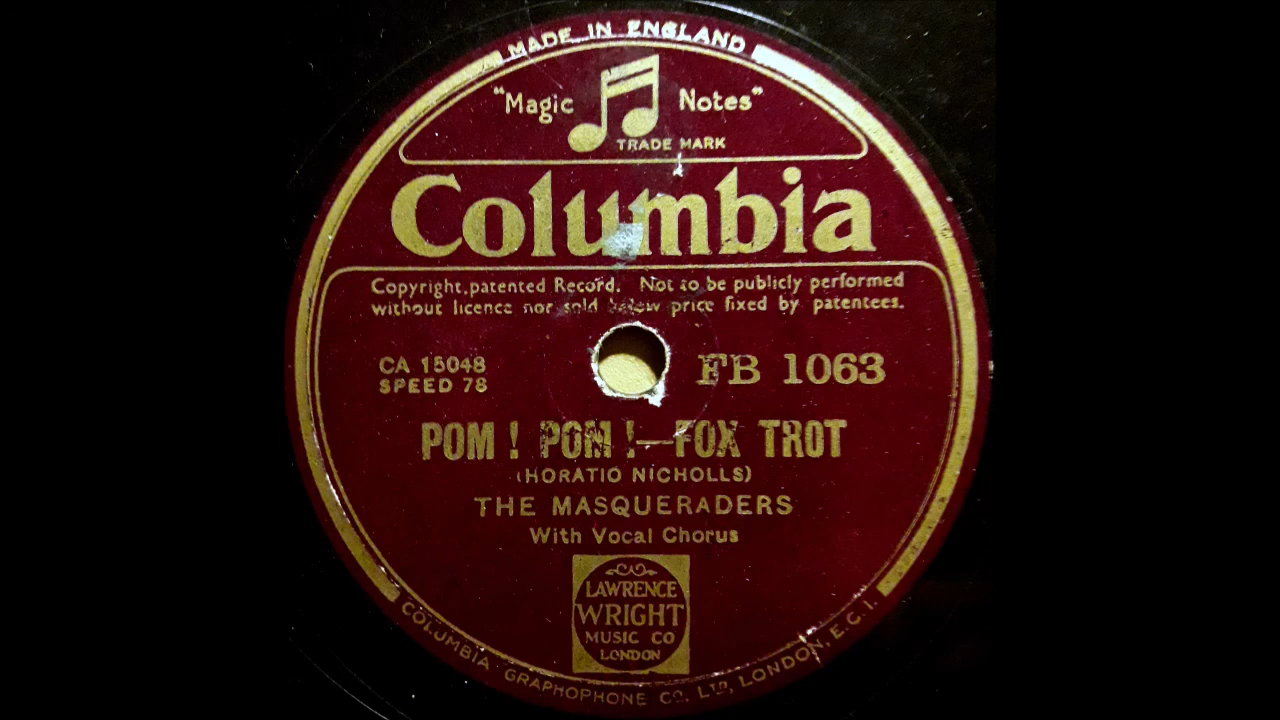 MADE IN ENGLAND
"Magic Notes"
TRADE MARK
Columbia
Copyright, patented Record. Not to be publicly performed
without licence nor sold below price fixed by patentees.
CA 15048
SPEED 78
FB 1063
POM ! POM !—FOX TROT
(HORATIO NICHOLLS)
THE MASQUERADERS
With Vocal Chorus
LAWRENCE
WRIGHT
MUSIC CO
LONDON
COLUMBIA GRAPHOPHONE CO. LTD, LONDON, E.C.1.